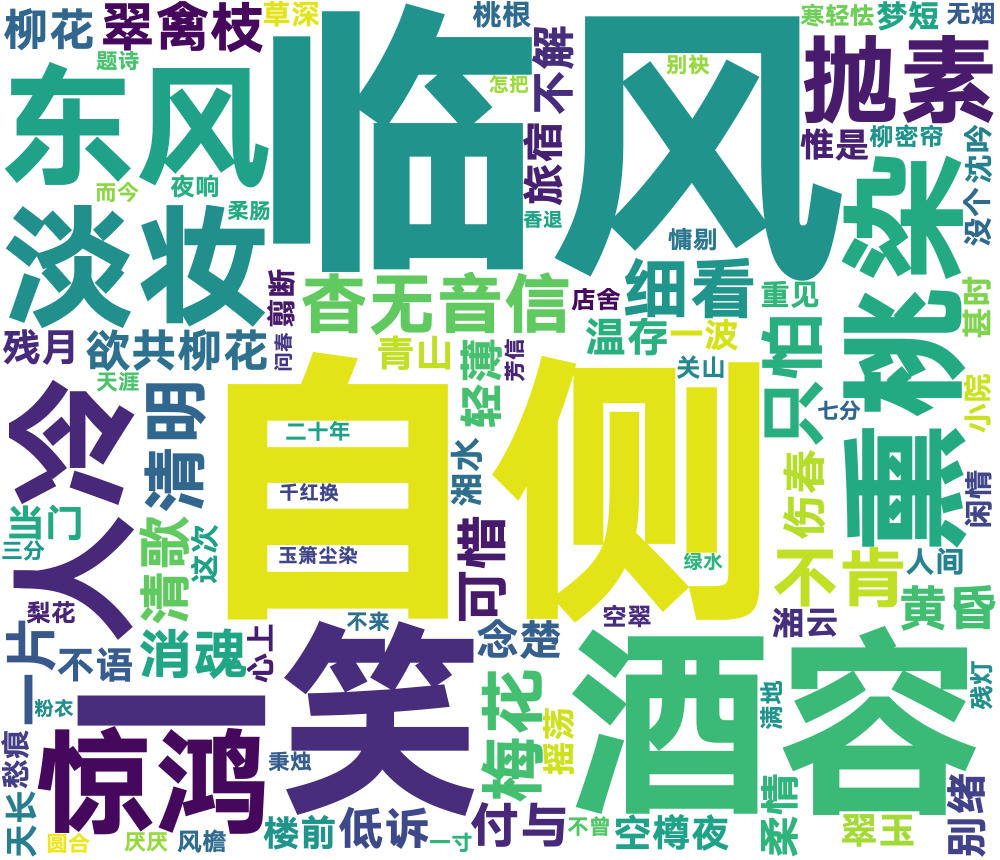 柳花
翠禽枝
草深
桃根
寒轻怯
梦短
无烟
题诗
临风
不解
别袂
抛素
怎把
东风
惟是
柳密帘
沈吟
旅宿
而今
夜响
柔肠
香退
没个
淡妆
慵剔
染
翦断
杳无音信
店舍
细看
重见
甚时
残月
欲共柳花
问春
青山
轻薄
芳信
温存
一波
只怕
桃
关山
天涯
冷
清明
自侧
小院
七分
二十年
熏
湘水
千红换
伤春
闲情
当门
三分
清歌
这次
玉箫尘染
可惜
绿水
不肯
人间
人
梨花
黄昏
不来
空翠
湘云
一片
不语
消魂
心上
笑
念楚
酒容
残灯
粉衣
梅花
摇荡
满地
愁痕
惊鸿
秉烛
柔情
别绪
天长
圆合
厌厌
风檐
楼前
低诉
一寸
付与
不曾
空樽夜
翠玉